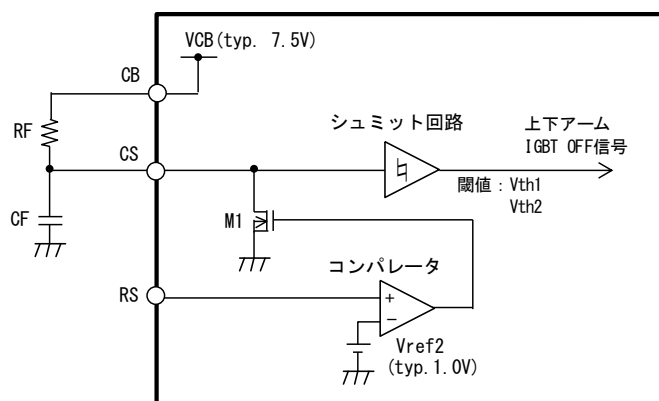 VCB(typ. 7.5V)
CB
RF
シュミット回路
上下アーム
IGBT OFF信号
CS
閾値：Vth1
Vth2
CF
M1
コンパレータ
RS
+
−
Vref2
(typ.1.0V)